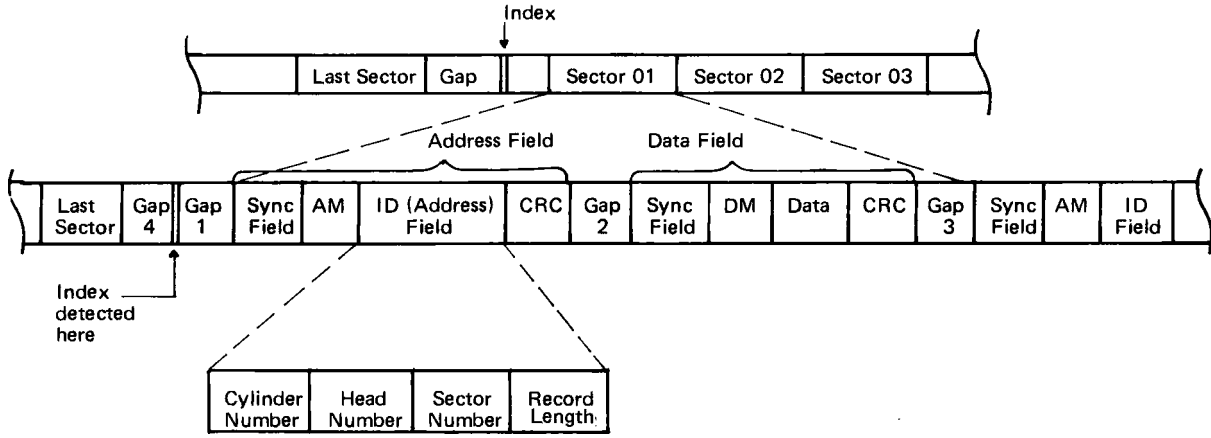 Index
Last Sector Gap Sector 01 Sector 02 Sector 03
Address Field Data Field
Last Sector
Gap 4
Gap 1
Sync Field
AM
ID (Address) Field
CRC
Gap 2
Sync Field
DM
Data
CRC
Gap 3
Sync Field
AM
ID Field
Index
detected
here
Cylinder Number
Head Number
Sector Number
Record Length